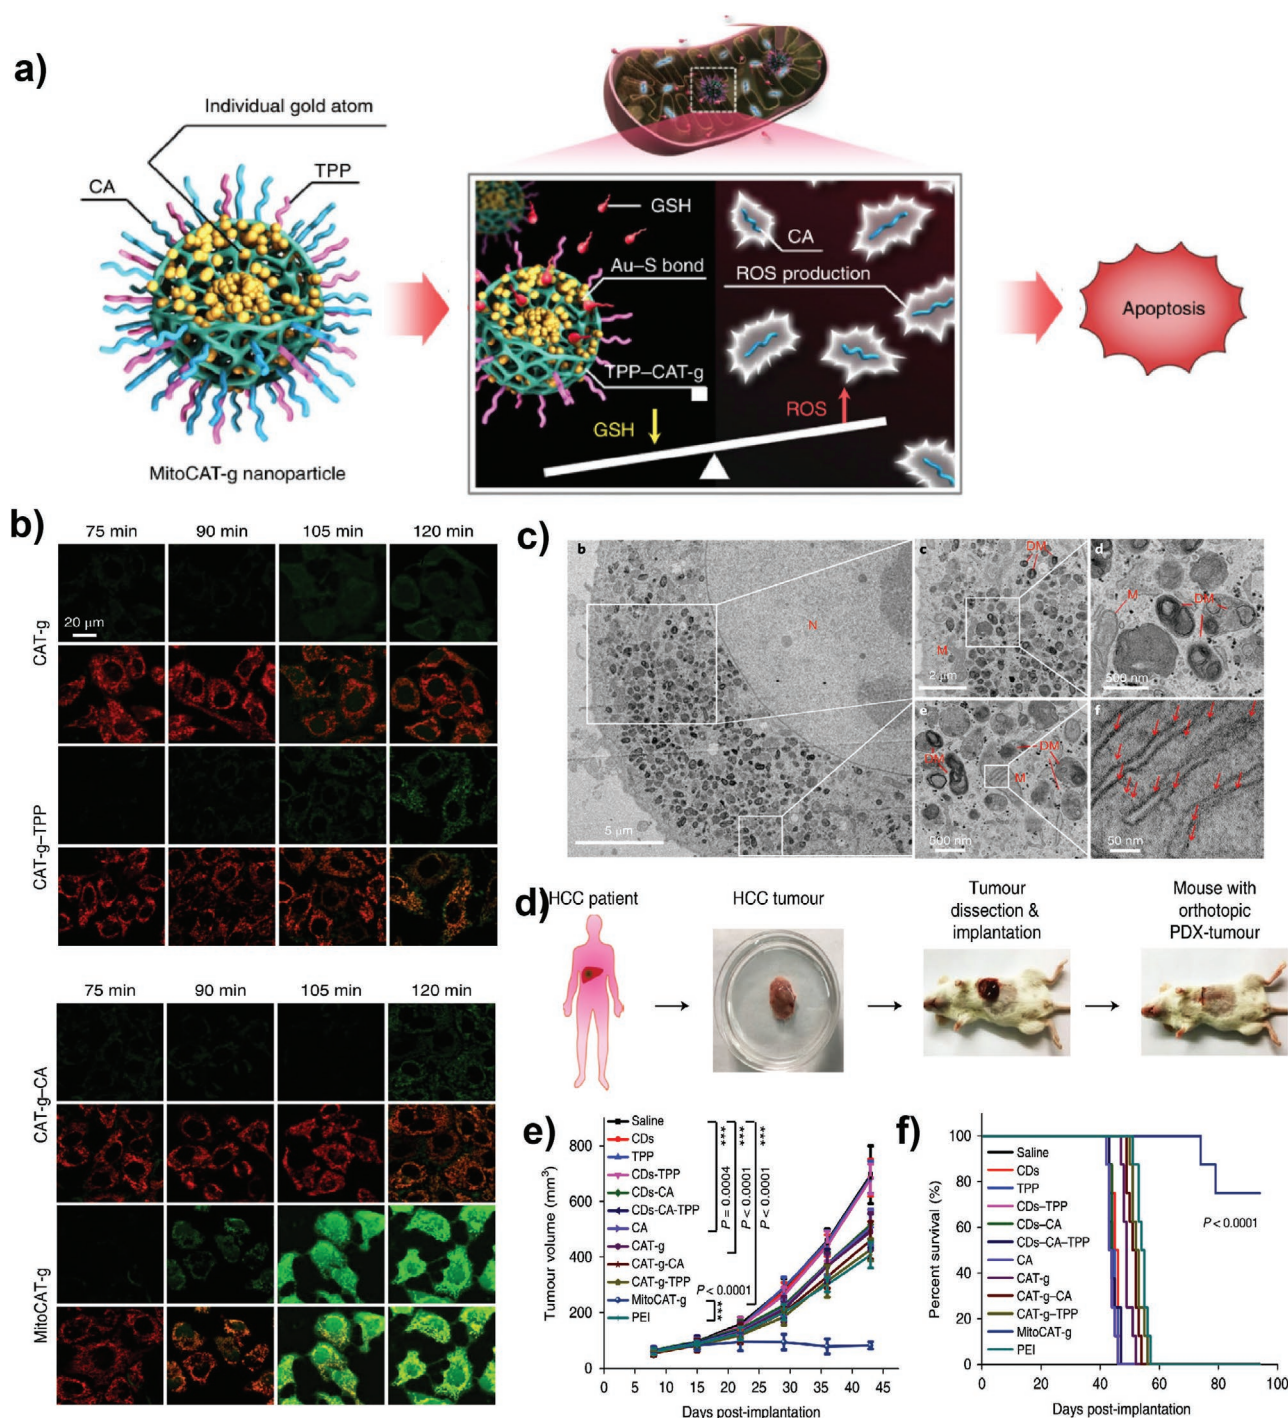 a)
Individual gold atom
CA
TPP
MitoCAT-g nanoparticle
GSH
Au–S bond
TPP–CAT-g
GSH
CA
ROS production
ROS
Apoptosis
b)
75 min 90 min 105 min 120 min
20 µm
CAT-g
CAT-g–TPP
75 min 90 min 105 min 120 min
CAT-g–CA
MitoCAT-g
c)
b
N
5 µm
c
DM
M
2 µm
d
M
DM
500 nm
e
DM
DM
M
500 nm
f
50 nm
d)
HCC patient
HCC tumour
Tumour
dissection &
implantation
Mouse with
orthotopic
PDX-tumour
e)
Tumour volume (mm³)
800
600
400
200
0
Saline
CDs
TPP
CDs-TPP
CDs-CA
CDs-CA-TPP
CA
CAT-g
CAT-g-CA
CAT-g-TPP
MitoCAT-g
PEI
***
P = 0.0004
***
P < 0.0001
***
P < 0.0001
P < 0.0001
***
0 5 10 15 20 25 30 35 40 45
Days post-implantation
f)
Percent survival (%)
100
80
60
40
20
0
Saline
CDs
TPP
CDs–TPP
CDs–CA
CDs–CA–TPP
CA
CAT-g
CAT-g–CA
CAT-g–TPP
MitoCAT-g
PEI
P < 0.0001
0 20 40 60 80 100
Days post-implantation